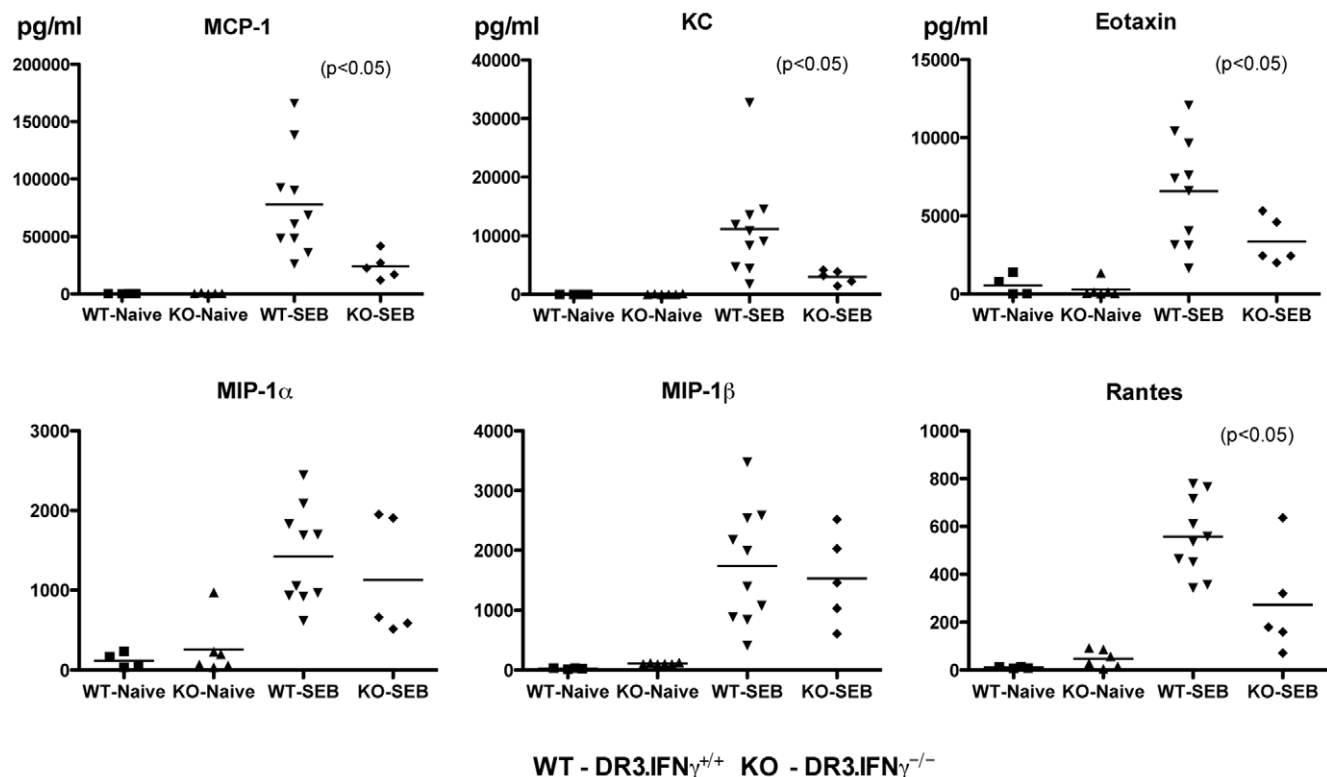 pg/ml MCP-1
200000
(p<0.05)
150000
100000
50000
0
WT-Naive KO-Naive WT-SEB KO-SEB
pg/ml KC
40000
(p<0.05)
30000
20000
10000
0
WT-Naive KO-Naive WT-SEB KO-SEB
pg/ml Eotaxin
15000
(p<0.05)
10000
5000
0
WT-Naive KO-Naive WT-SEB KO-SEB
MIP-1α
3000
2000
1000
0
WT-Naive KO-Naive WT-SEB KO-SEB
MIP-1β
4000
3000
2000
1000
0
WT-Naive KO-Naive WT-SEB KO-SEB
Rantes
1000
(p<0.05)
800
600
400
200
0
WT-Naive KO-Naive WT-SEB KO-SEB
WT - DR3.IFNγ+/+ KO - DR3.IFNγ-/-